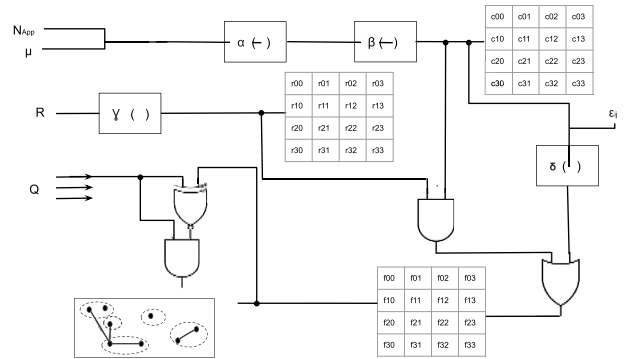 N_App
μ
α (–)
β(–)
c00 c01 c02 c03
c10 c11 c12 c13
c20 c21 c22 c23
c30 c31 c32 c33
R
γ ( )
r00 r01 r02 r03
r10 r11 r12 r13
r20 r21 r22 r23
r30 r31 r32 r33
ε_ij
δ ( )
Q
f00 f01 f02 f03
f10 f11 f12 f13
f20 f21 f22 f23
f30 f31 f32 f33